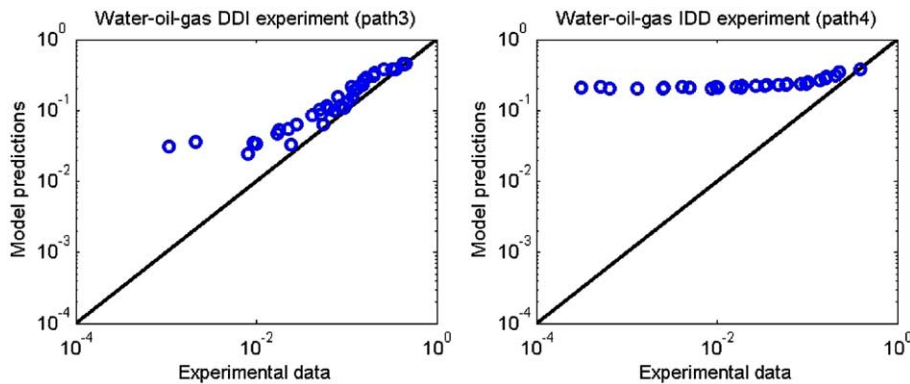 Water-oil-gas DDI experiment (path3)
10^0
10^-1
10^-2
10^-3
10^-4
Model predictions
10^-4
10^-2
10^0
Experimental data
Water-oil-gas IDD experiment (path4)
10^0
10^-1
10^-2
10^-3
10^-4
Model predictions
10^-4
10^-2
10^0
Experimental data